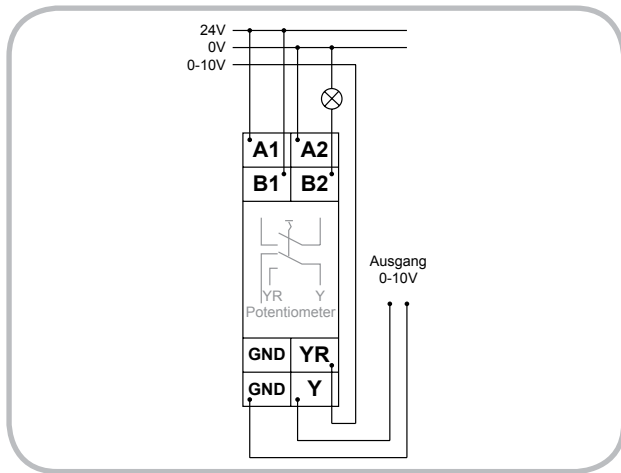 24V
0V
0-10V
A1 A2
B1 B2
Ausgang
0-10V
YR Y
Potentiometer
GND YR
GND Y